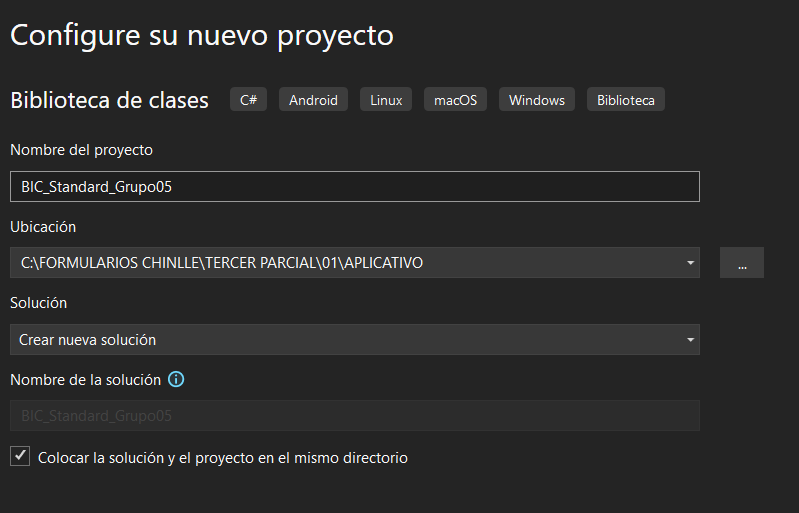 Configure su nuevo proyecto
Biblioteca de clases C# Android Linux macOS Windows Biblioteca
Nombre del proyecto
BIC_Standard_Grupo05
Ubicación
C:\FORMULARIOS CHINLLE\TERCER PARCIAL\01\APLICATIVO
...
Solución
Crear nueva solución
Nombre de la solución
BIC_Standard_Grupo05
Colocar la solución y el proyecto en el mismo directorio